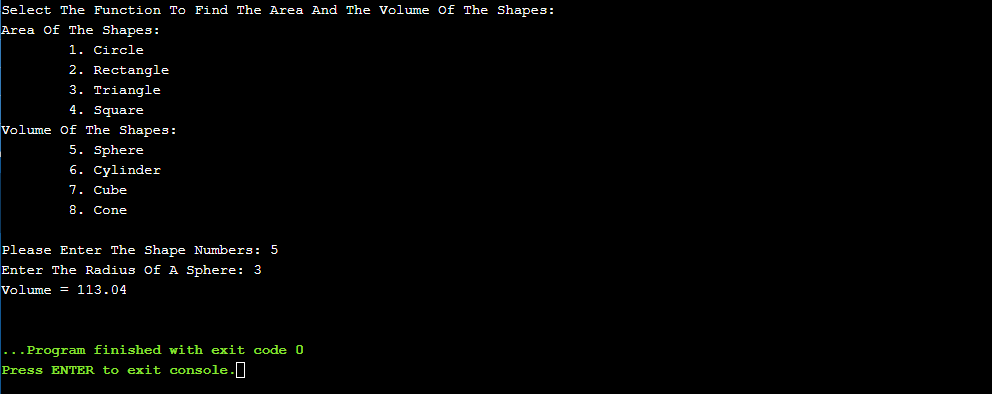 Select The Function To Find The Area And The Volume Of The Shapes:
Area Of The Shapes:
1. Circle
2. Rectangle
3. Triangle
4. Square
Volume Of The Shapes:
5. Sphere
6. Cylinder
7. Cube
8. Cone
Please Enter The Shape Numbers: 5
Enter The Radius Of A Sphere: 3
Volume = 113.04
...Program finished with exit code 0
Press ENTER to exit console.